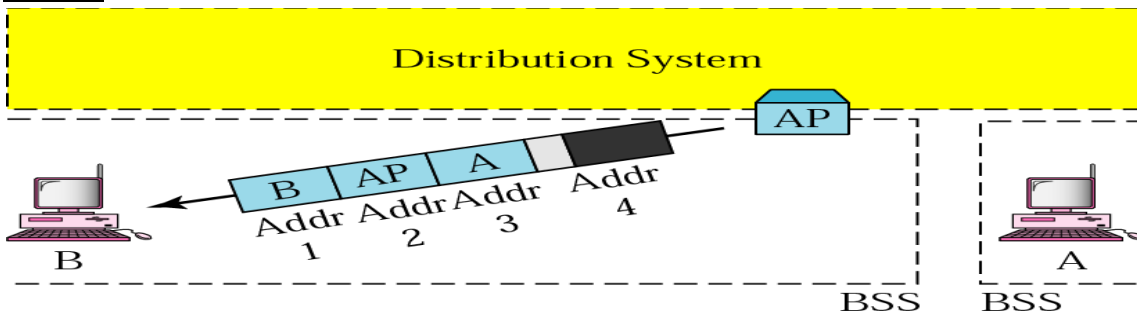 Distribution System
AP
B AP A
Addr Addr Addr Addr
1 2 3 4
B
A
BSS BSS